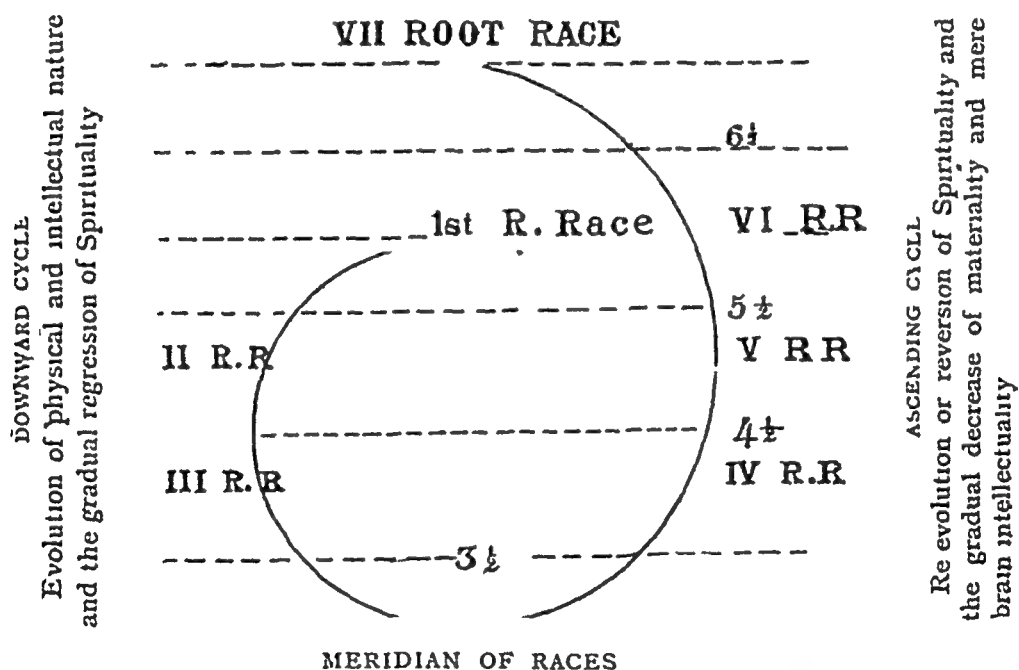 VII ROOT RACE
DOWNWARD CYCLE
Evolution of physical and intellectual nature
and the gradual regression of Spirituality
6½
1st R. Race
VI R.R
5½
II R.R
V RR
4½
III R.R
IV R.R
3½
MERIDIAN OF RACES
ASCENDING CYCLE
Re evolution or reversion of Spirituality and
the gradual decrease of materiality and mere
brain intellectuality